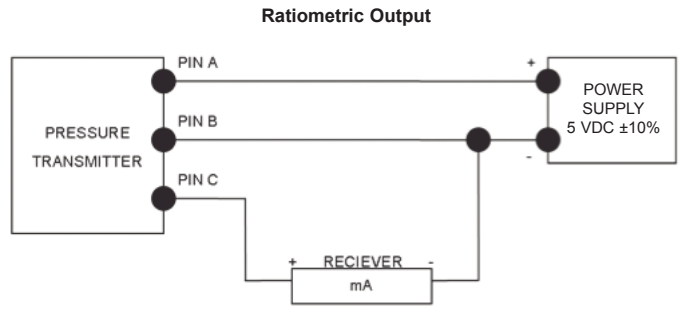 Ratiometric Output
PIN A
+
POWER
SUPPLY
5 VDC ±10%
PIN B
PRESSURE
TRANSMITTER
-
PIN C
+ RECIEVER -
mA